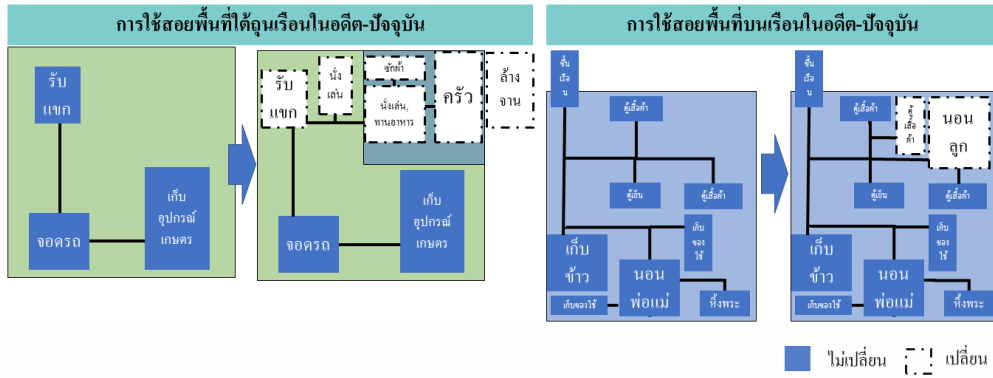 การใช้สอยพื้นที่ใต้ถุนเรือนในอดีต-ปัจจุบัน
รับ
แขก
จอดรถ
เก็บ
อุปกรณ์
เกษตร
รับ
แขก
นั่ง
เล่น
ซักผ้า
นั่งเล่น,
ทานอาหาร
ครัว
ล้าง
จาน
จอดรถ
เก็บ
อุปกรณ์
เกษตร
การใช้สอยพื้นที่บนเรือนในอดีต-ปัจจุบัน
ขึ้น
เรือ
น
ตู้เสื้อผ้า
ตู้เย็น
ตู้เสื้อผ้า
เก็บ
ข้าว
เก็บ
ของ
ใช้
นอน
พ่อแม่
เก็บของใช้
หิ้งพระ
ขึ้น
เรือ
น
ตู้เสื้อผ้า
เสื้อ
ผ้า
นอน
ลูก
ตู้เย็น
ตู้เสื้อผ้า
เก็บ
ข้าว
เก็บ
ของ
ใช้
นอน
พ่อแม่
เก็บของใช้
หิ้งพระ
ไม่เปลี่ยน
เปลี่ยน